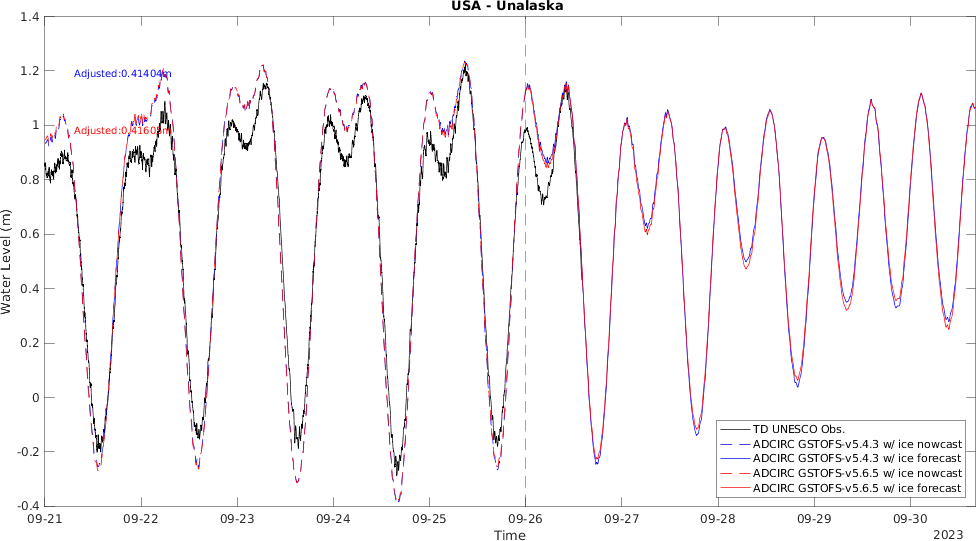 USA - Unalaska
1.4
1.2
1
0.8
0.6
0.4
0.2
0
-0.2
-0.4
Water Level (m)
Adjusted:0.41404m
TD UNESCO Obs.
ADCIRC GSTOFS-v5.4.3 w/ ice nowcast
ADCIRC GSTOFS-v5.4.3 w/ ice forecast
ADCIRC GSTOFS-v5.6.5 w/ ice nowcast
ADCIRC GSTOFS-v5.6.5 w/ ice forecast
09-21 09-22 09-23 09-24 09-25 09-26 09-27 09-28 09-29 09-30
Time
2023